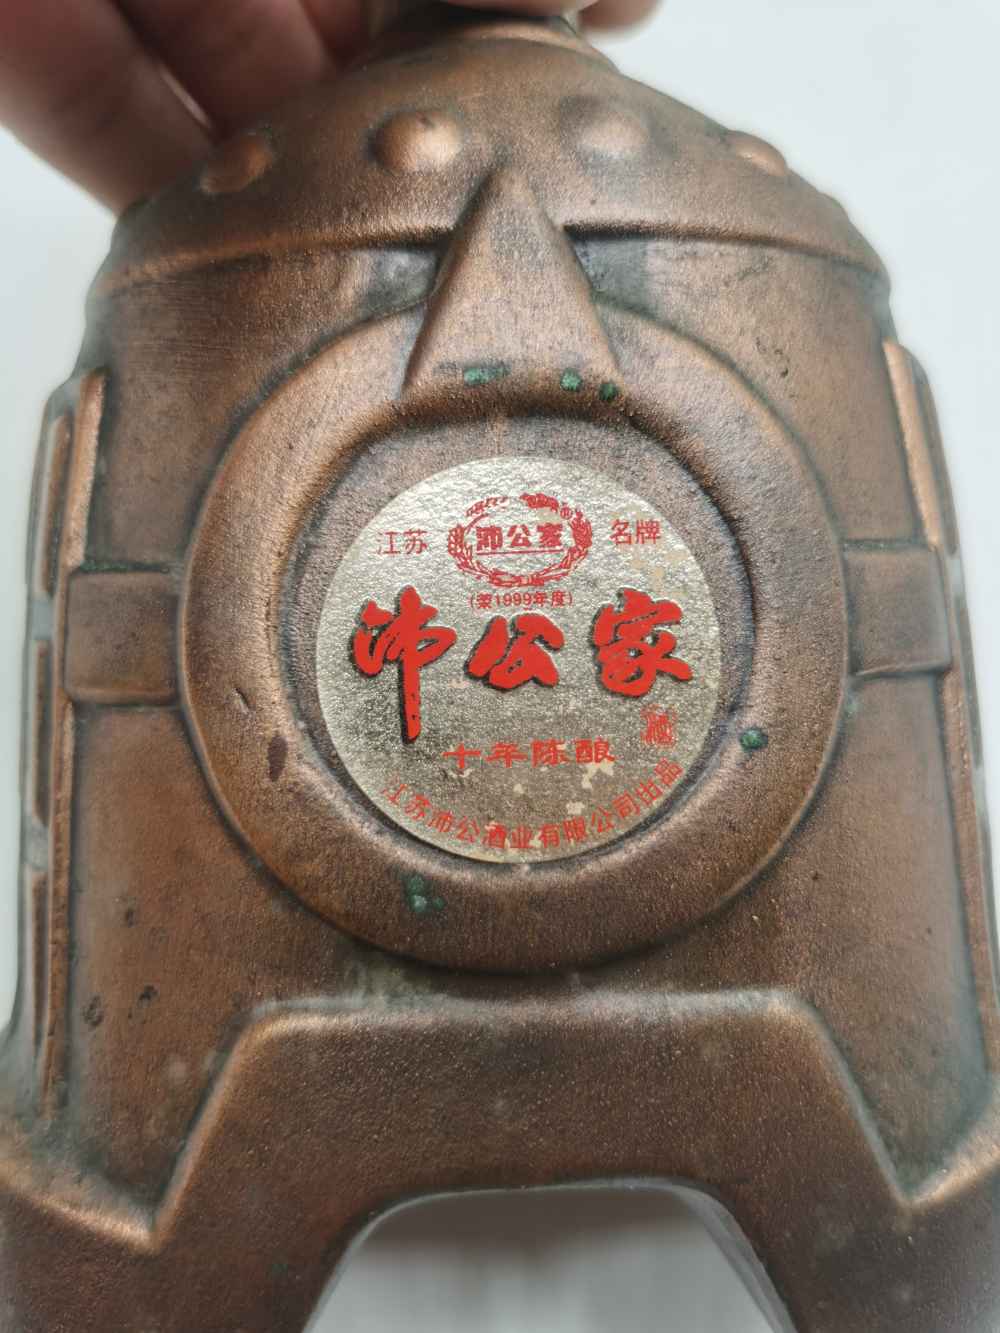 江苏 沛公家 名牌
(荣1999年度)
沛公家
十年陈酿
江苏沛公酒业有限公司出品